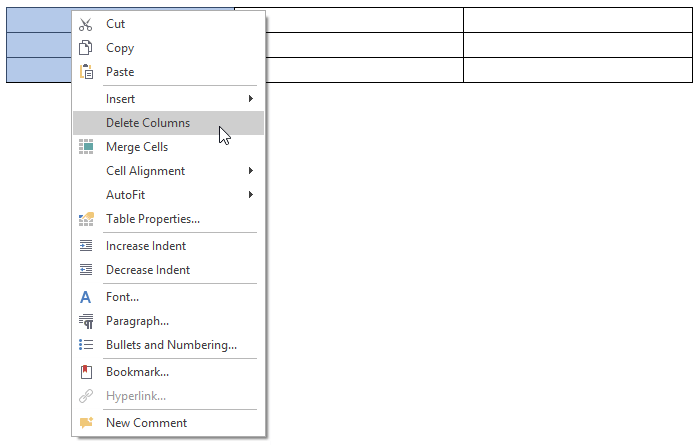 Cut
Copy
Paste
Insert
Delete Columns
Merge Cells
Cell Alignment
AutoFit
Table Properties...
Increase Indent
Decrease Indent
Font...
Paragraph...
Bullets and Numbering...
Bookmark...
Hyperlink...
New Comment